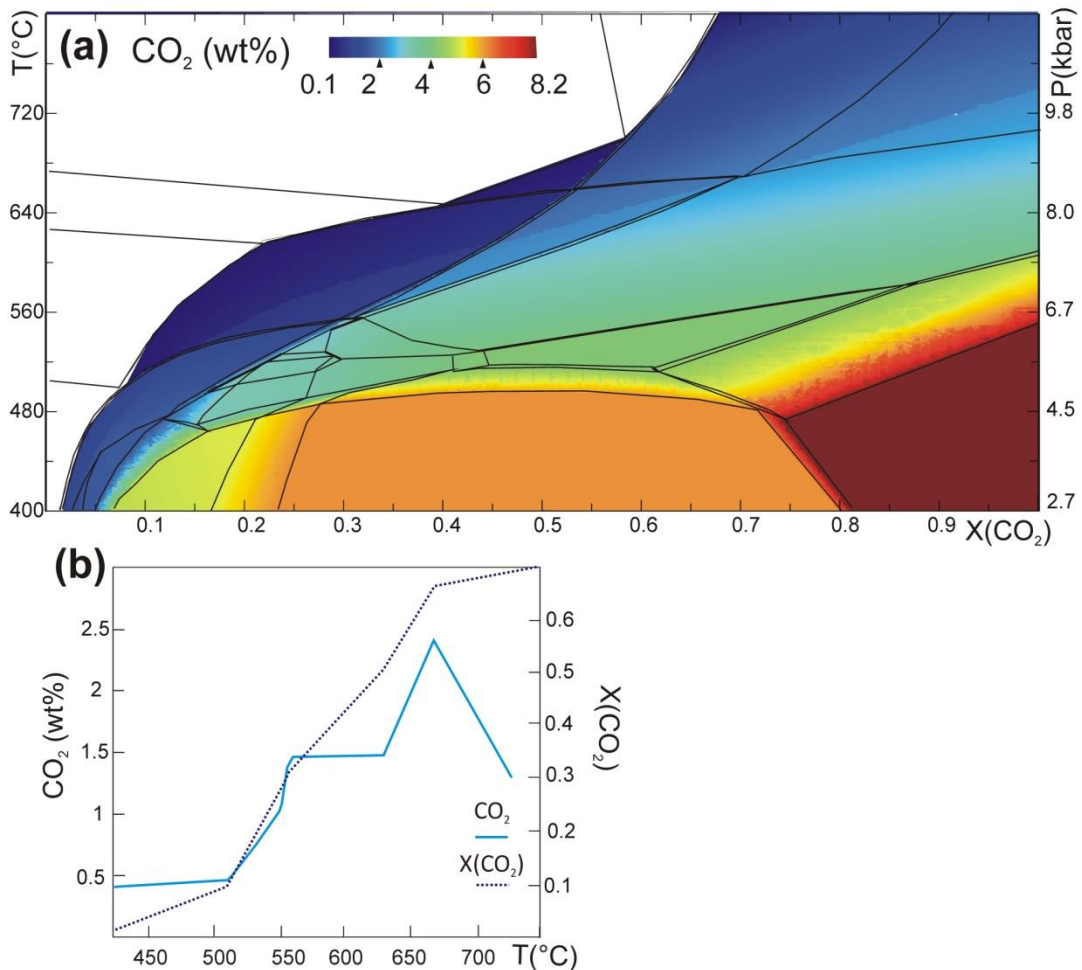 T(°C)
(a) CO₂ (wt%)
0.1 2 4 6 8.2
P(kbar)
720 9.8
640 8.0
560 6.7
480 4.5
400 2.7
0.1 0.2 0.3 0.4 0.5 0.6 0.7 0.8 0.9 X(CO₂)
(b)
2.5 0.6
2 0.5
1.5 0.4
1 0.3
0.5 0.2
0.1
CO₂ (wt%)
X(CO₂)
CO₂
X(CO₂)
450 500 550 600 650 700 T(°C)